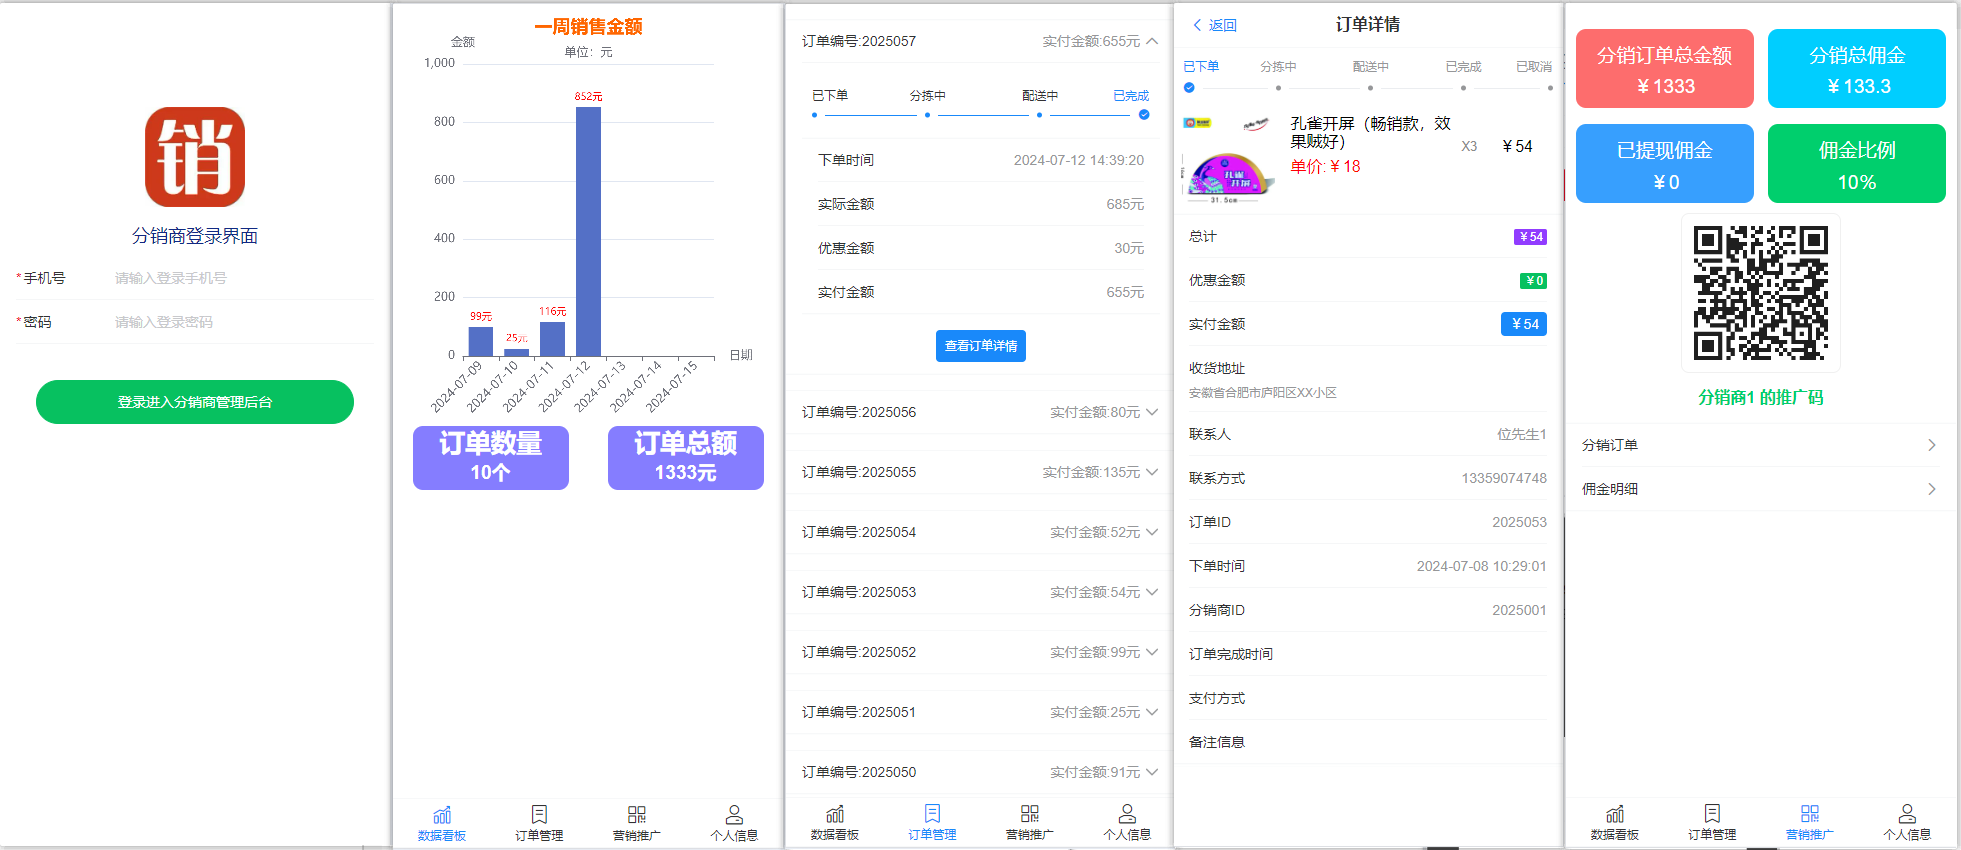 销
分销商登录界面
*手机号 请输入登录手机号
*密码 请输入登录密码
登录进入分销商管理后台
一周销售金额
金额
单位：元
1,000
800
600
400
200
0
99元
25元
116元
852元
日期
2024-07-09
2024-07-10
2024-07-11
2024-07-12
2024-07-13
2024-07-14
2024-07-15
订单数量
10个
订单总额
1333元
数据看板 订单管理 营销推广 个人信息
订单编号:2025057 实付金额:655元
已下单 分拣中 配送中 已完成
下单时间 2024-07-12 14:39:20
实际金额 685元
优惠金额 30元
实付金额 655元
查看订单详情
订单编号:2025056 实付金额:80元
订单编号:2025055 实付金额:135元
订单编号:2025054 实付金额:52元
订单编号:2025053 实付金额:54元
订单编号:2025052 实付金额:99元
订单编号:2025051 实付金额:25元
订单编号:2025050 实付金额:91元
数据看板 订单管理 营销推广 个人信息
返回 订单详情
已下单 分拣中 配送中 已完成 已取消
孔雀开屏（畅销款，效
果贼好）
单价: ¥ 18
X3 ¥ 54
孔雀
开屏
31.5cm
总计 ¥ 54
优惠金额 ¥ 0
实付金额 ¥ 54
收货地址
安徽省合肥市庐阳区XX小区
联系人 位先生1
联系方式 13359074748
订单ID 2025053
下单时间 2024-07-08 10:29:01
分销商ID 2025001
订单完成时间
支付方式
备注信息
分销订单总金额
¥ 1333
分销总佣金
¥ 133.3
已提现佣金
¥ 0
佣金比例
10%
分销商1 的推广码
分销订单
佣金明细
数据看板 订单管理 营销推广 个人信息